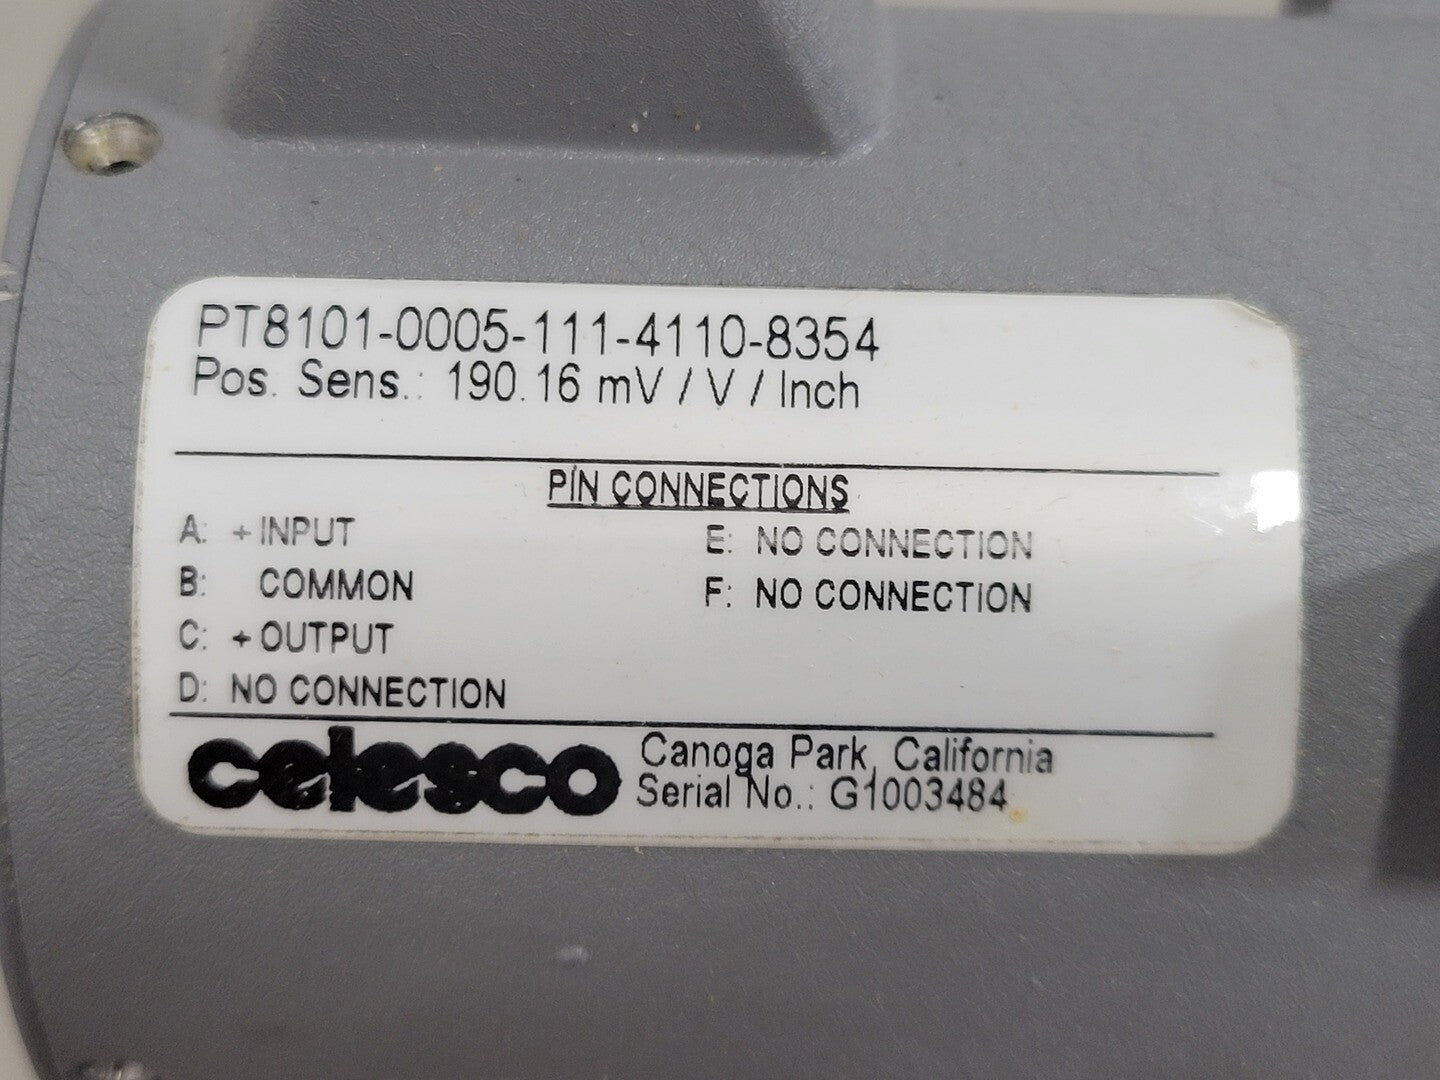 PT8101-0005-111-4110-8354
Pos. Sens.: 190.16 mV / V / Inch
PIN CONNECTIONS
A: + INPUT
B: COMMON
C: + OUTPUT
D: NO CONNECTION
E: NO CONNECTION
F: NO CONNECTION
celesco
Canoga Park, California
Serial No.: G1003484